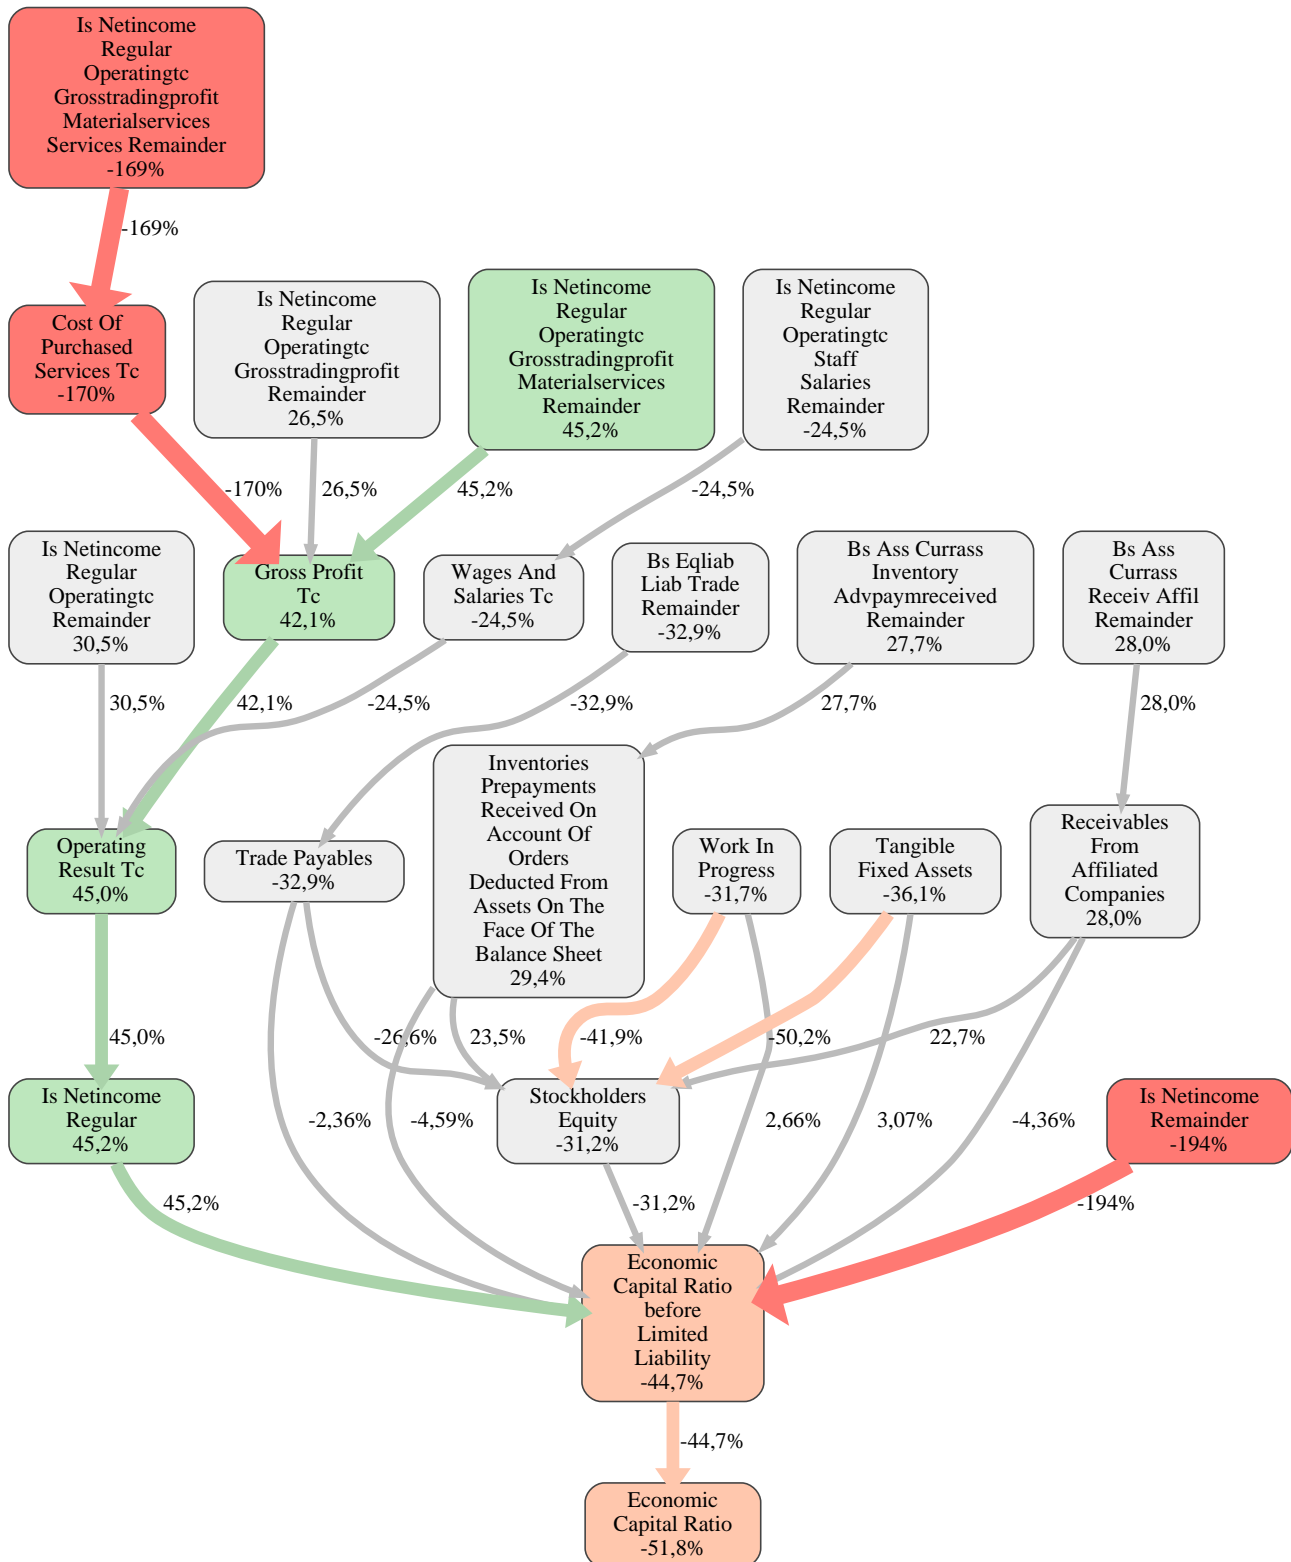 Is Netincome
Regular
Operatingtc
Grosstradingprofit
Materialservices
Services Remainder
-169%
-169%
Cost Of
Purchased
Services Tc
-170%
Is Netincome
Regular
Operatingtc
Grosstradingprofit
Remainder
26,5%
Is Netincome
Regular
Operatingtc
Grosstradingprofit
Materialservices
Remainder
45,2%
Is Netincome
Regular
Operatingtc
Staff
Salaries
Remainder
-24,5%
-170%
26,5%
45,2%
-24,5%
Is Netincome
Regular
Operatingtc
Remainder
30,5%
Gross Profit
Tc
42,1%
Wages And
Salaries Tc
-24,5%
Bs Eqliab
Liab Trade
Remainder
-32,9%
Bs Ass Currass
Inventory
Advpaymreceived
Remainder
27,7%
Bs Ass
Currass
Receiv Affil
Remainder
28,0%
30,5%
42,1%
-24,5%
-32,9%
27,7%
28,0%
Operating
Result Tc
45,0%
Trade Payables
-32,9%
Inventories
Prepayments
Received On
Account Of
Orders
Deducted From
Assets On The
Face Of The
Balance Sheet
29,4%
Work In
Progress
-31,7%
Tangible
Fixed Assets
-36,1%
Receivables
From
Affiliated
Companies
28,0%
45,0%
-26,6%
23,5%
-41,9%
-50,2%
22,7%
Is Netincome
Regular
45,2%
-2,36%
-4,59%
Stockholders
Equity
-31,2%
2,66%
3,07%
-4,36%
Is Netincome
Remainder
-194%
45,2%
-31,2%
-194%
Economic
Capital Ratio
before
Limited
Liability
-44,7%
-44,7%
Economic
Capital Ratio
-51,8%